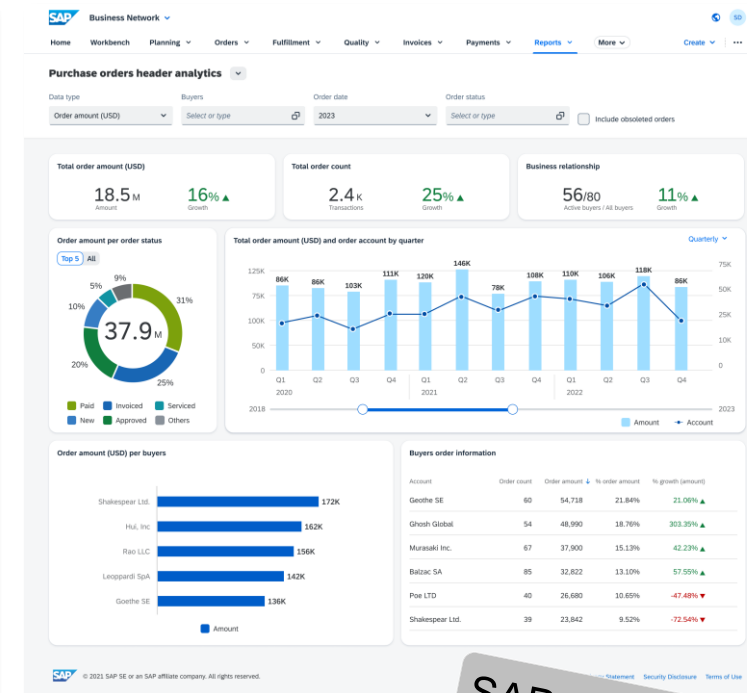 SAP Business Network
SD
Home Workbench Planning Orders Fulfillment Quality Invoices Payments Reports More Create
Purchase orders header analytics
Data type Buyers Order date Order status
Order amount (USD) Select or type 2023 Select or type Include obsoleted orders
Total order amount (USD)
18.5 M 16%
Amount Growth
Total order count
2.4 K 25%
Transactions Growth
Business relationship
56/80 11%
Active buyers / All buyers Growth
Order amount per order status
Top 5 All
9%
5%
10% 31%
37.9 M
20%
25%
Paid Invoiced Serviced
New Approved Others
Total order amount (USD) and order account by quarter
Quarterly
125K
75K
100K
50K
0
86K 86K 103K 111K 120K 146K 78K 108K 110K 106K 118K 86K
75K
50K
25K
10K
0
Q1 Q2 Q3 Q4 Q1 Q2 Q3 Q4 Q1 Q2 Q3 Q4
2020 2021 2022
2018 2023
Amount Account
Order amount (USD) per buyers
Shakespear Ltd. 172K
Hui, Inc 162K
Rao LLC 156K
Leoppardi SpA 142K
Goethe SE 136K
Amount
Buyers order information
Account Order count Order amount % order amount % growth (amount)
Geothe SE 60 54,718 21.84% 21.06%
Ghosh Global 54 48,990 18.76% 303.35%
Murasaki Inc. 67 37,900 15.13% 42.23%
Balzac SA 85 32,822 13.10% 57.55%
Poe LTD 40 26,680 10.65% -47.48%
Shakespear Ltd. 39 23,842 9.52% -72.54%
SAP © 2021 SAP SE or an SAP affiliate company. All rights reserved.
Statement Security Disclosure Terms of Use
SAP